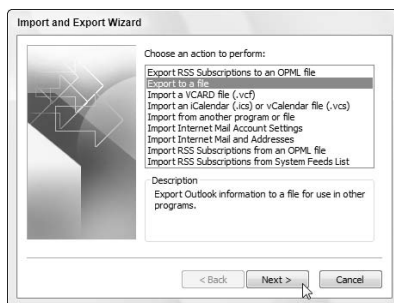 Import and Export Wizard
Choose an action to perform:
Export RSS Subscriptions to an OPML file
Export to a file
Import a VCARD file (.vcf)
Import an iCalendar (.ics) or vCalendar file (.vcs)
Import from another program or file
Import Internet Mail Account Settings
Import Internet Mail and Addresses
Import RSS Subscriptions from an OPML file
Import RSS Subscriptions from System Feeds List
Description
Export Outlook information to a file for use in other
programs.
< Back Next > Cancel